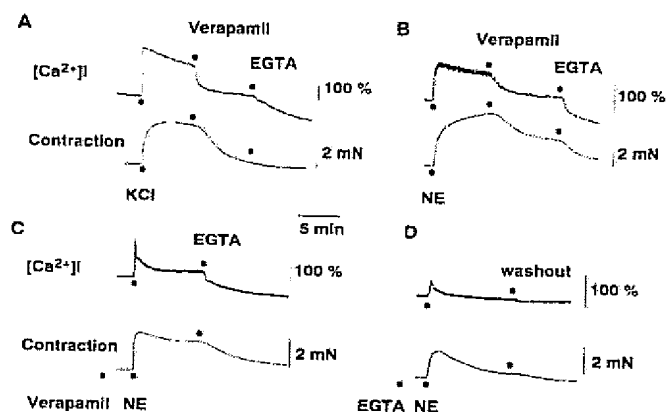 A
Verapamil
B
Verapamil
[Ca²⁺]i
EGTA
EGTA
100 %
100 %
Contraction
2 mN
2 mN
KCl
NE
5 min
C
D
EGTA
[Ca²⁺]i
washout
100 %
100 %
Contraction
2 mN
2 mN
Verapamil NE
EGTA NE